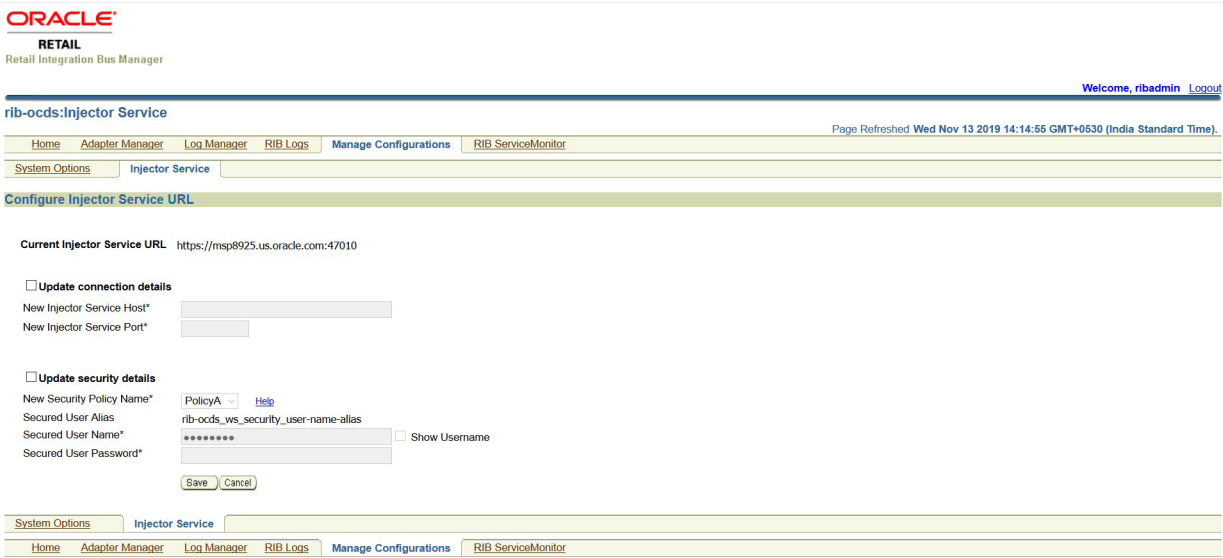 ORACLE
RETAIL
Retail Integration Bus Manager
Welcome, ribadmin Logout
rib-ocds:Injector Service
Page Refreshed Wed Nov 13 2019 14:14:55 GMT+0530 (India Standard Time).
Home Adapter Manager Log Manager RIB Logs Manage Configurations RIB ServiceMonitor
System Options Injector Service
Configure Injector Service URL
Current Injector Service URL https://msp8925.us.oracle.com:47010
Update connection details
New Injector Service Host*
New Injector Service Port*
Update security details
New Security Policy Name* PolicyA Help
Secured User Alias rib-ocds_ws_security_user-name-alias
Secured User Name* ●●●●●●●● Show Username
Secured User Password*
Save Cancel
System Options Injector Service
Home Adapter Manager Log Manager RIB Logs Manage Configurations RIB ServiceMonitor